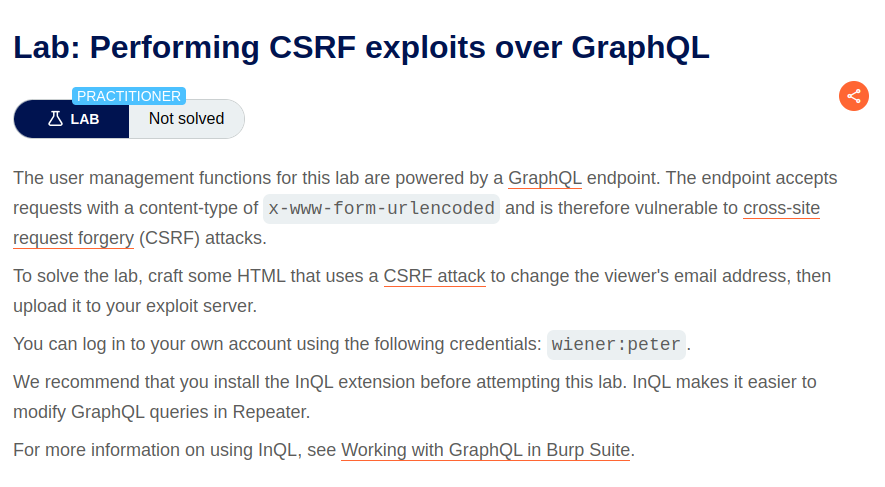 Lab: Performing CSRF exploits over GraphQL
PRACTITIONER
LAB Not solved
The user management functions for this lab are powered by a GraphQL endpoint. The endpoint accepts
requests with a content-type of x-www-form-urlencoded and is therefore vulnerable to cross-site
request forgery (CSRF) attacks.
To solve the lab, craft some HTML that uses a CSRF attack to change the viewer's email address, then
upload it to your exploit server.
You can log in to your own account using the following credentials: wiener:peter.
We recommend that you install the InQL extension before attempting this lab. InQL makes it easier to
modify GraphQL queries in Repeater.
For more information on using InQL, see Working with GraphQL in Burp Suite.